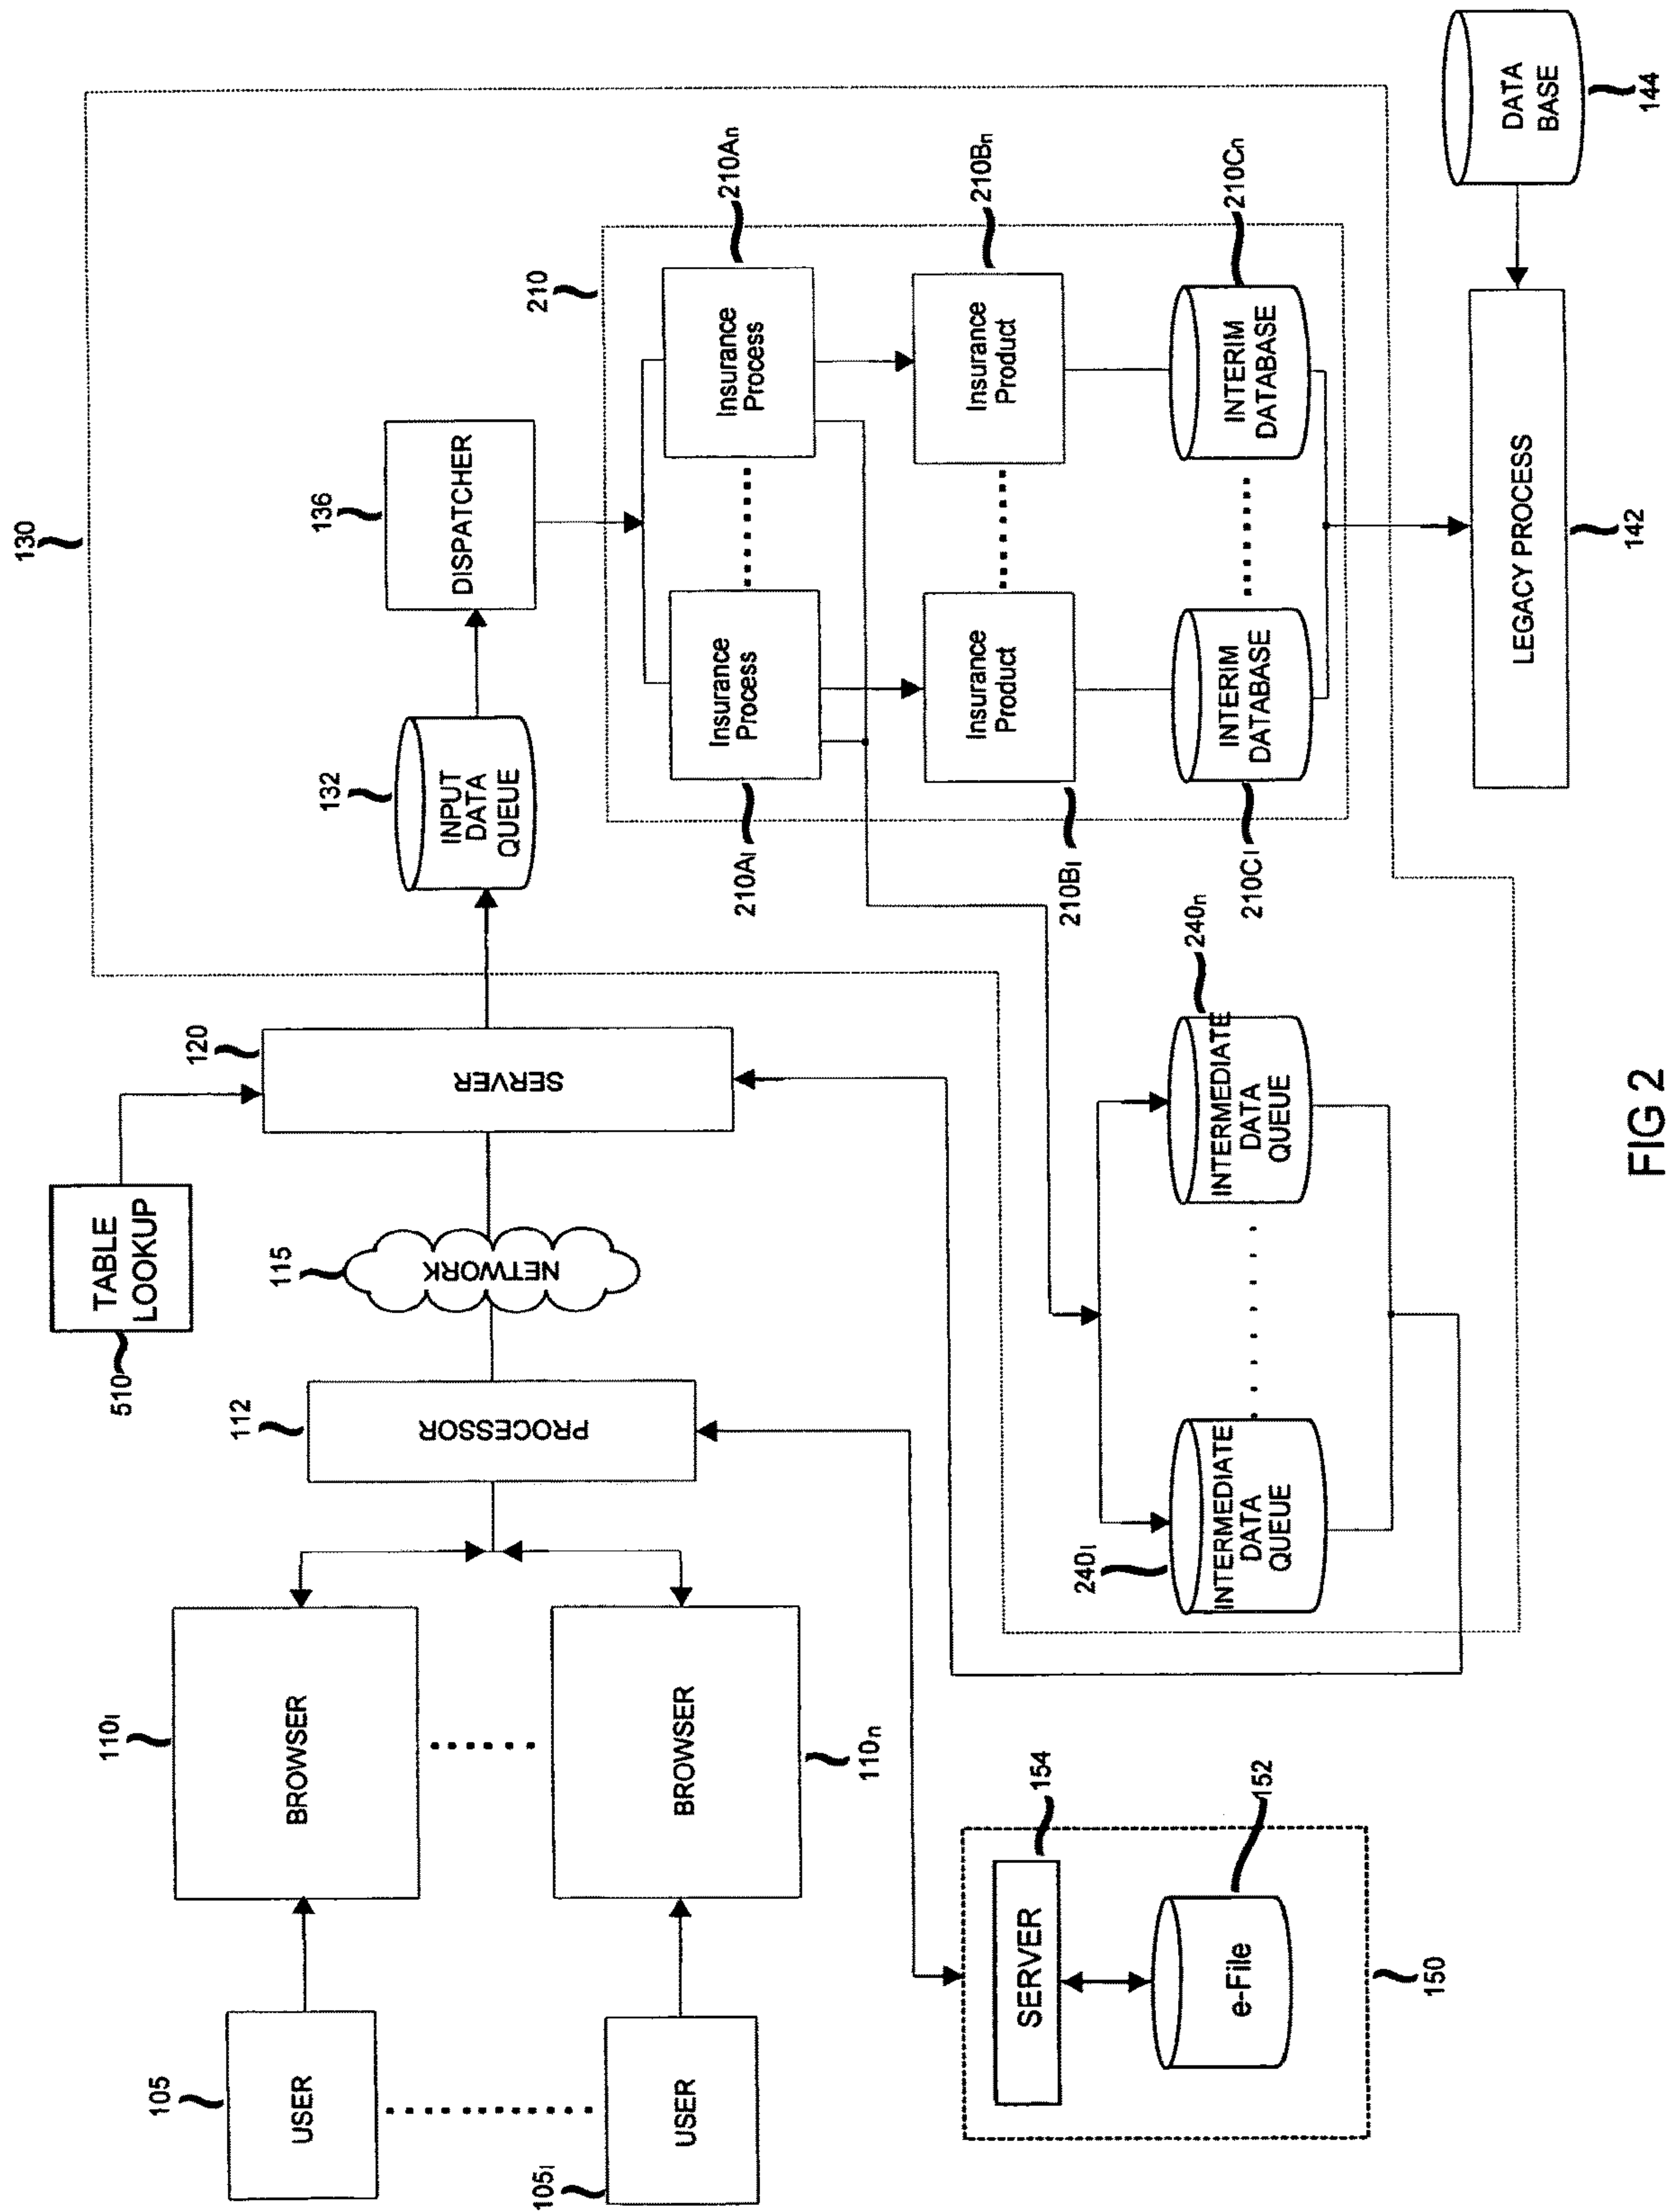 130
510
TABLE
LOOKUP
120
SERVER
115
NETWORK
112
PROCESSOR
110I
BROWSER
110n
BROWSER
105
USER
105I
USER
132
INPUT
DATA
QUEUE
136
DISPATCHER
210
210AI
Insurance
Process
210An
Insurance
Process
210BI
Insurance
Product
210Bn
Insurance
Product
210CI
INTERIM
DATABASE
210Cn
INTERIM
DATABASE
240I
INTERMEDIATE
DATA
QUEUE
240n
INTERMEDIATE
DATA
QUEUE
154
SERVER
152
e-File
150
LEGACY PROCESS
142
DATA
BASE
144
FIG 2